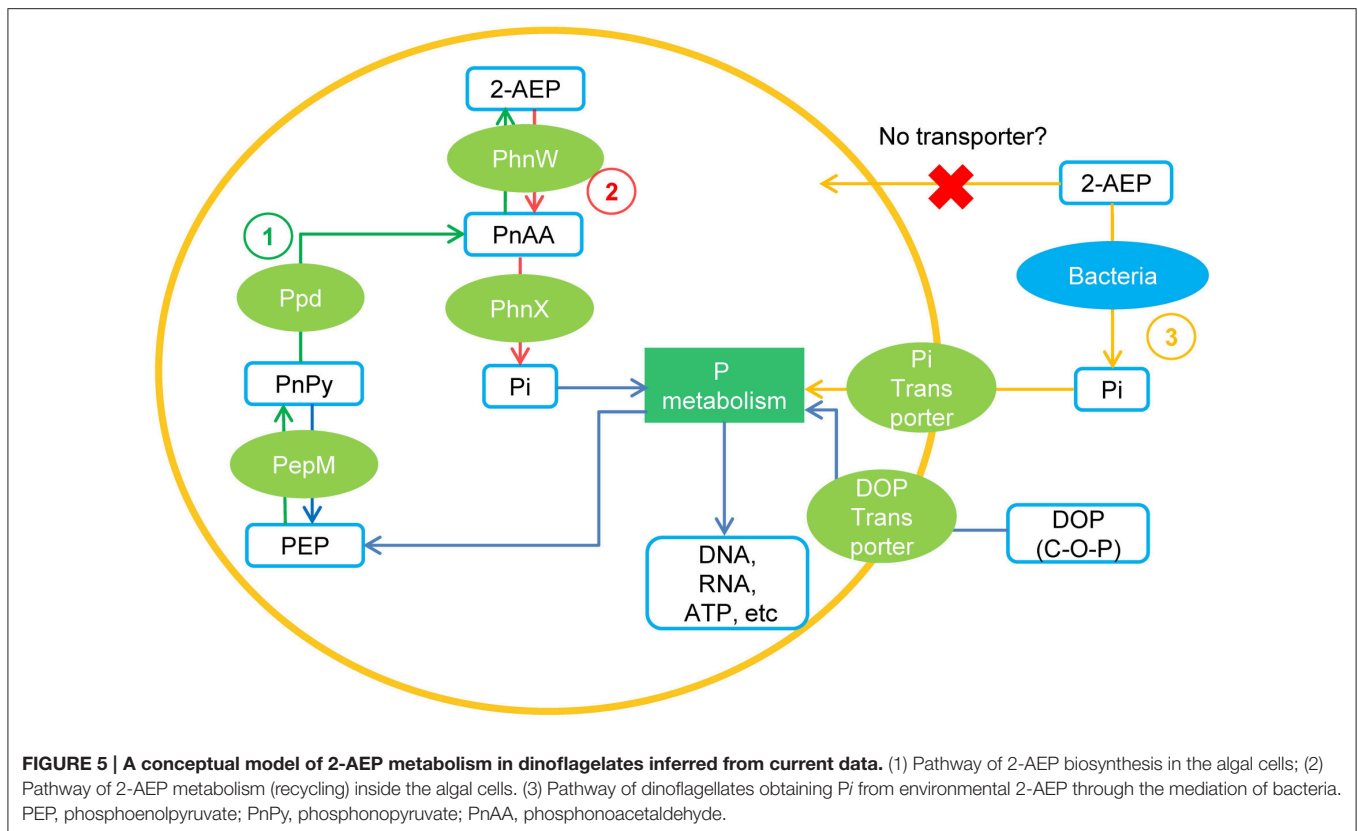 2-AEP
PhnW
2
PnAA
1
Ppd
PhnX
PnPy
Pi
PepM
PEP
P
metabolism
DNA,
RNA,
ATP, etc
No transporter?
2-AEP
Bacteria
3
Pi
Trans
porter
Pi
DOP
Trans
porter
DOP
(C-O-P)
FIGURE 5 | A conceptual model of 2-AEP metabolism in dinoflagelates inferred from current data. (1) Pathway of 2-AEP biosynthesis in the algal cells; (2)
Pathway of 2-AEP metabolism (recycling) inside the algal cells. (3) Pathway of dinoflagellates obtaining Pi from environmental 2-AEP through the mediation of bacteria.
PEP, phosphoenolpyruvate; PnPy, phosphonopyruvate; PnAA, phosphonoacetaldehyde.